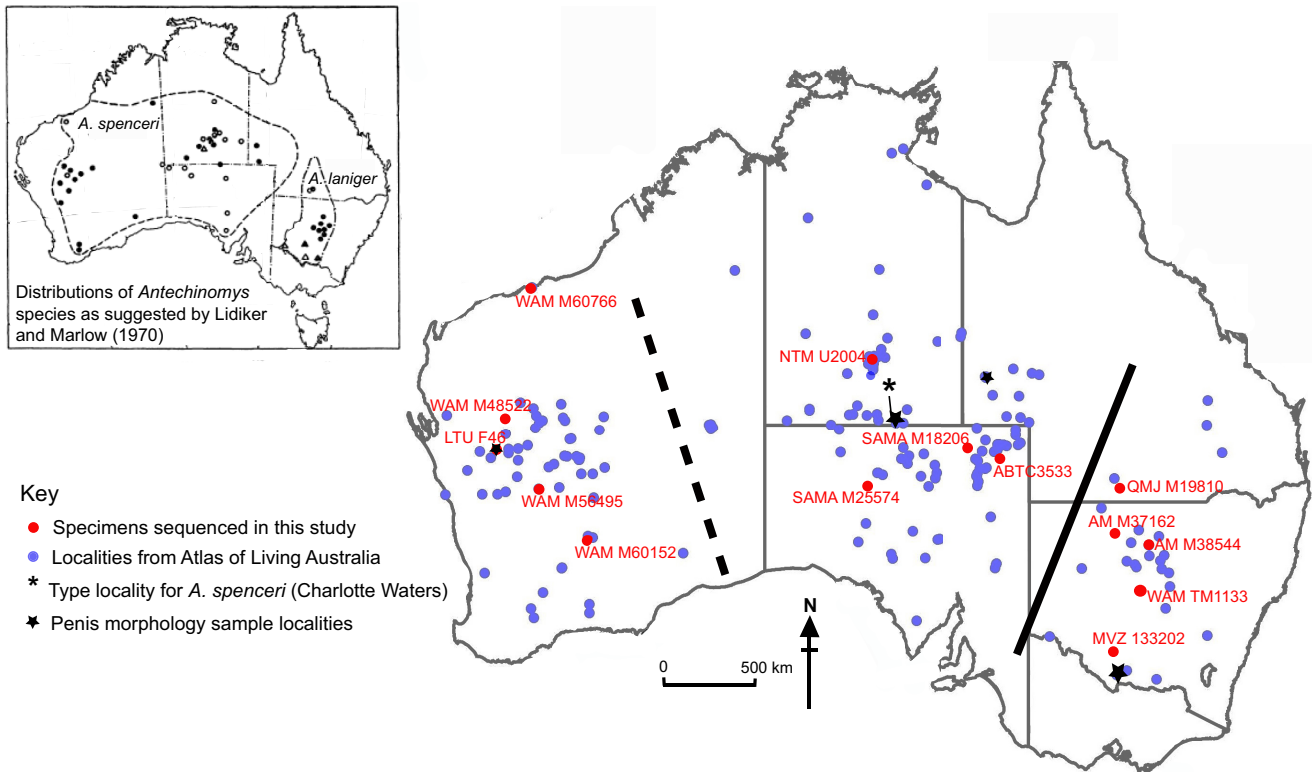 A. spenceri
A. laniger
Distributions of Antechinomys
species as suggested by Lidiker
and Marlow (1970)
WAM M60766
NTM U2004
*
WAM M48522
LTU F46
SAMA M18206
ABTC3533
WAM M56495
SAMA M25574
QMJ M19810
Key
Specimens sequenced in this study
AM M37162
AM M38544
WAM M60152
Localities from Atlas of Living Australia
* Type locality for A. spenceri (Charlotte Waters)
WAM TM1133
Penis morphology sample localities
N
MVZ 133202
0 500 km